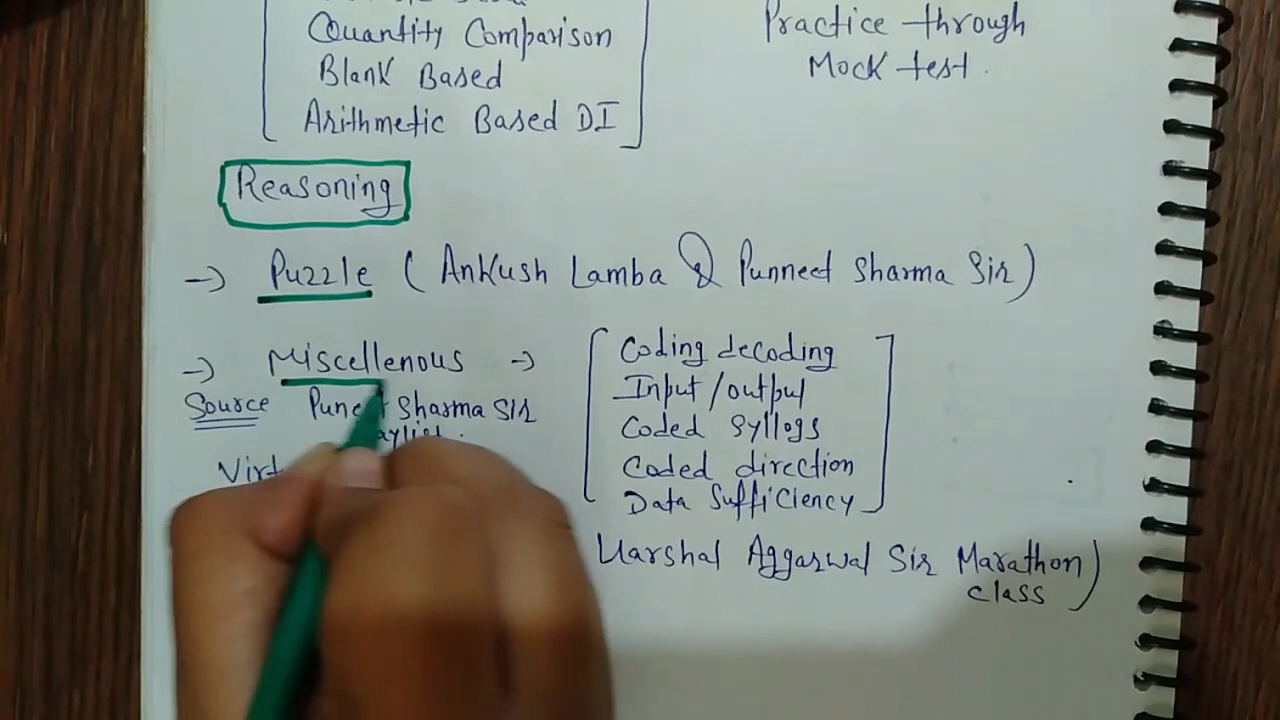 Quantity Comparison
Blank Based
Arithmetic Based DI
Practice through
Mock test.
Reasoning
→ Puzzle ( Ankush Lamba & Punneet Sharma Sir)
→ Miscellenous →
Source Puneet Sharma Sir
Coding decoding
Input/output
Coded Syllogs
Coded direction
Data Sufficiency
Harshal Aggarwal Sir Marathon
class )